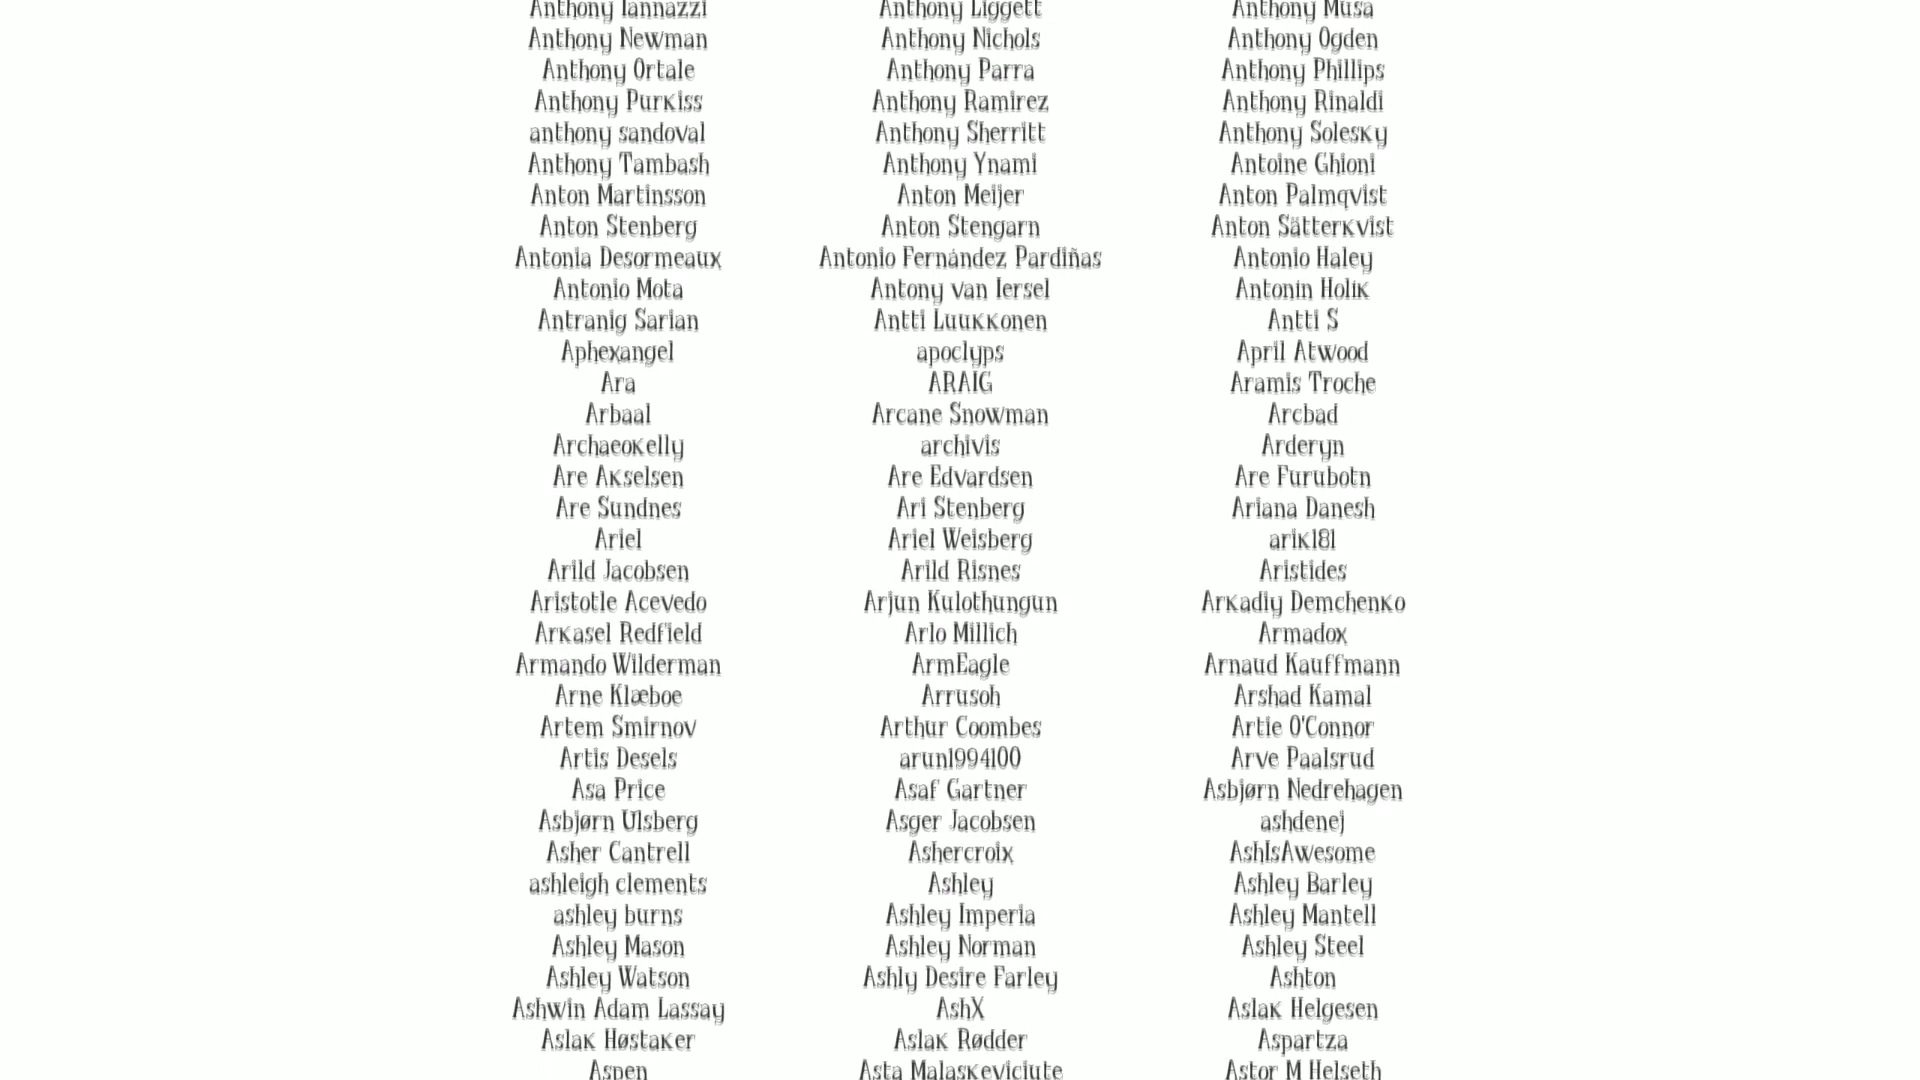 Anthony Iannazzi Anthony Liggett Anthony Musa
Anthony Newman Anthony Nichols Anthony Ogden
Anthony Ortale Anthony Parra Anthony Phillips
Anthony Purkiss Anthony Ramirez Anthony Rinaldi
anthony sandoval Anthony Sherritt Anthony Solesky
Anthony Tambash Anthony Ynami Antoine Ghioni
Anton Martinsson Anton Meijer Anton Palmqvist
Anton Stenberg Anton Stengarn Anton Sätterkvist
Antonia Desormeaux Antonio Fernández Pardiñas Antonio Haley
Antonio Mota Antony van Iersel Antonin Holik
Antranig Sarian Antti Luukkonen Antti S
Aphexangel apoclyps April Atwood
Ara ARAIG Aramis Troche
Arbaal Arcane Snowman Arcbad
Archaeokelly archivis Arderyn
Are Akselsen Are Edvardsen Are Furubotn
Are Sundnes Ari Stenberg Ariana Danesh
Ariel Ariel Weisberg arik181
Arild Jacobsen Arild Risnes Aristides
Aristotle Acevedo Arjun Kulothungun Arkadiy Demchenko
Arkasel Redfield Arlo Millich Armadox
Armando Wilderman ArmEagle Arnaud Kauffmann
Arne Klæboe Arrusoh Arshad Kamal
Artem Smirnov Arthur Coombes Artie O'Connor
Artis Desels arun1994100 Arve Paalsrud
Asa Price Asaf Gartner Asbjørn Nedrehagen
Asbjørn Ulsberg Asger Jacobsen ashdenej
Asher Cantrell Ashercroix AshIsAwesome
ashleigh clements Ashley Ashley Barley
ashley burns Ashley Imperia Ashley Mantell
Ashley Mason Ashley Norman Ashley Steel
Ashley Watson Ashly Desire Farley Ashton
Ashwin Adam Lassay AshX Aslak Helgesen
Aslak Høstaker Aslak Rødder Aspartza
Aspen Asta Malaskeviciute Astor M Helseth